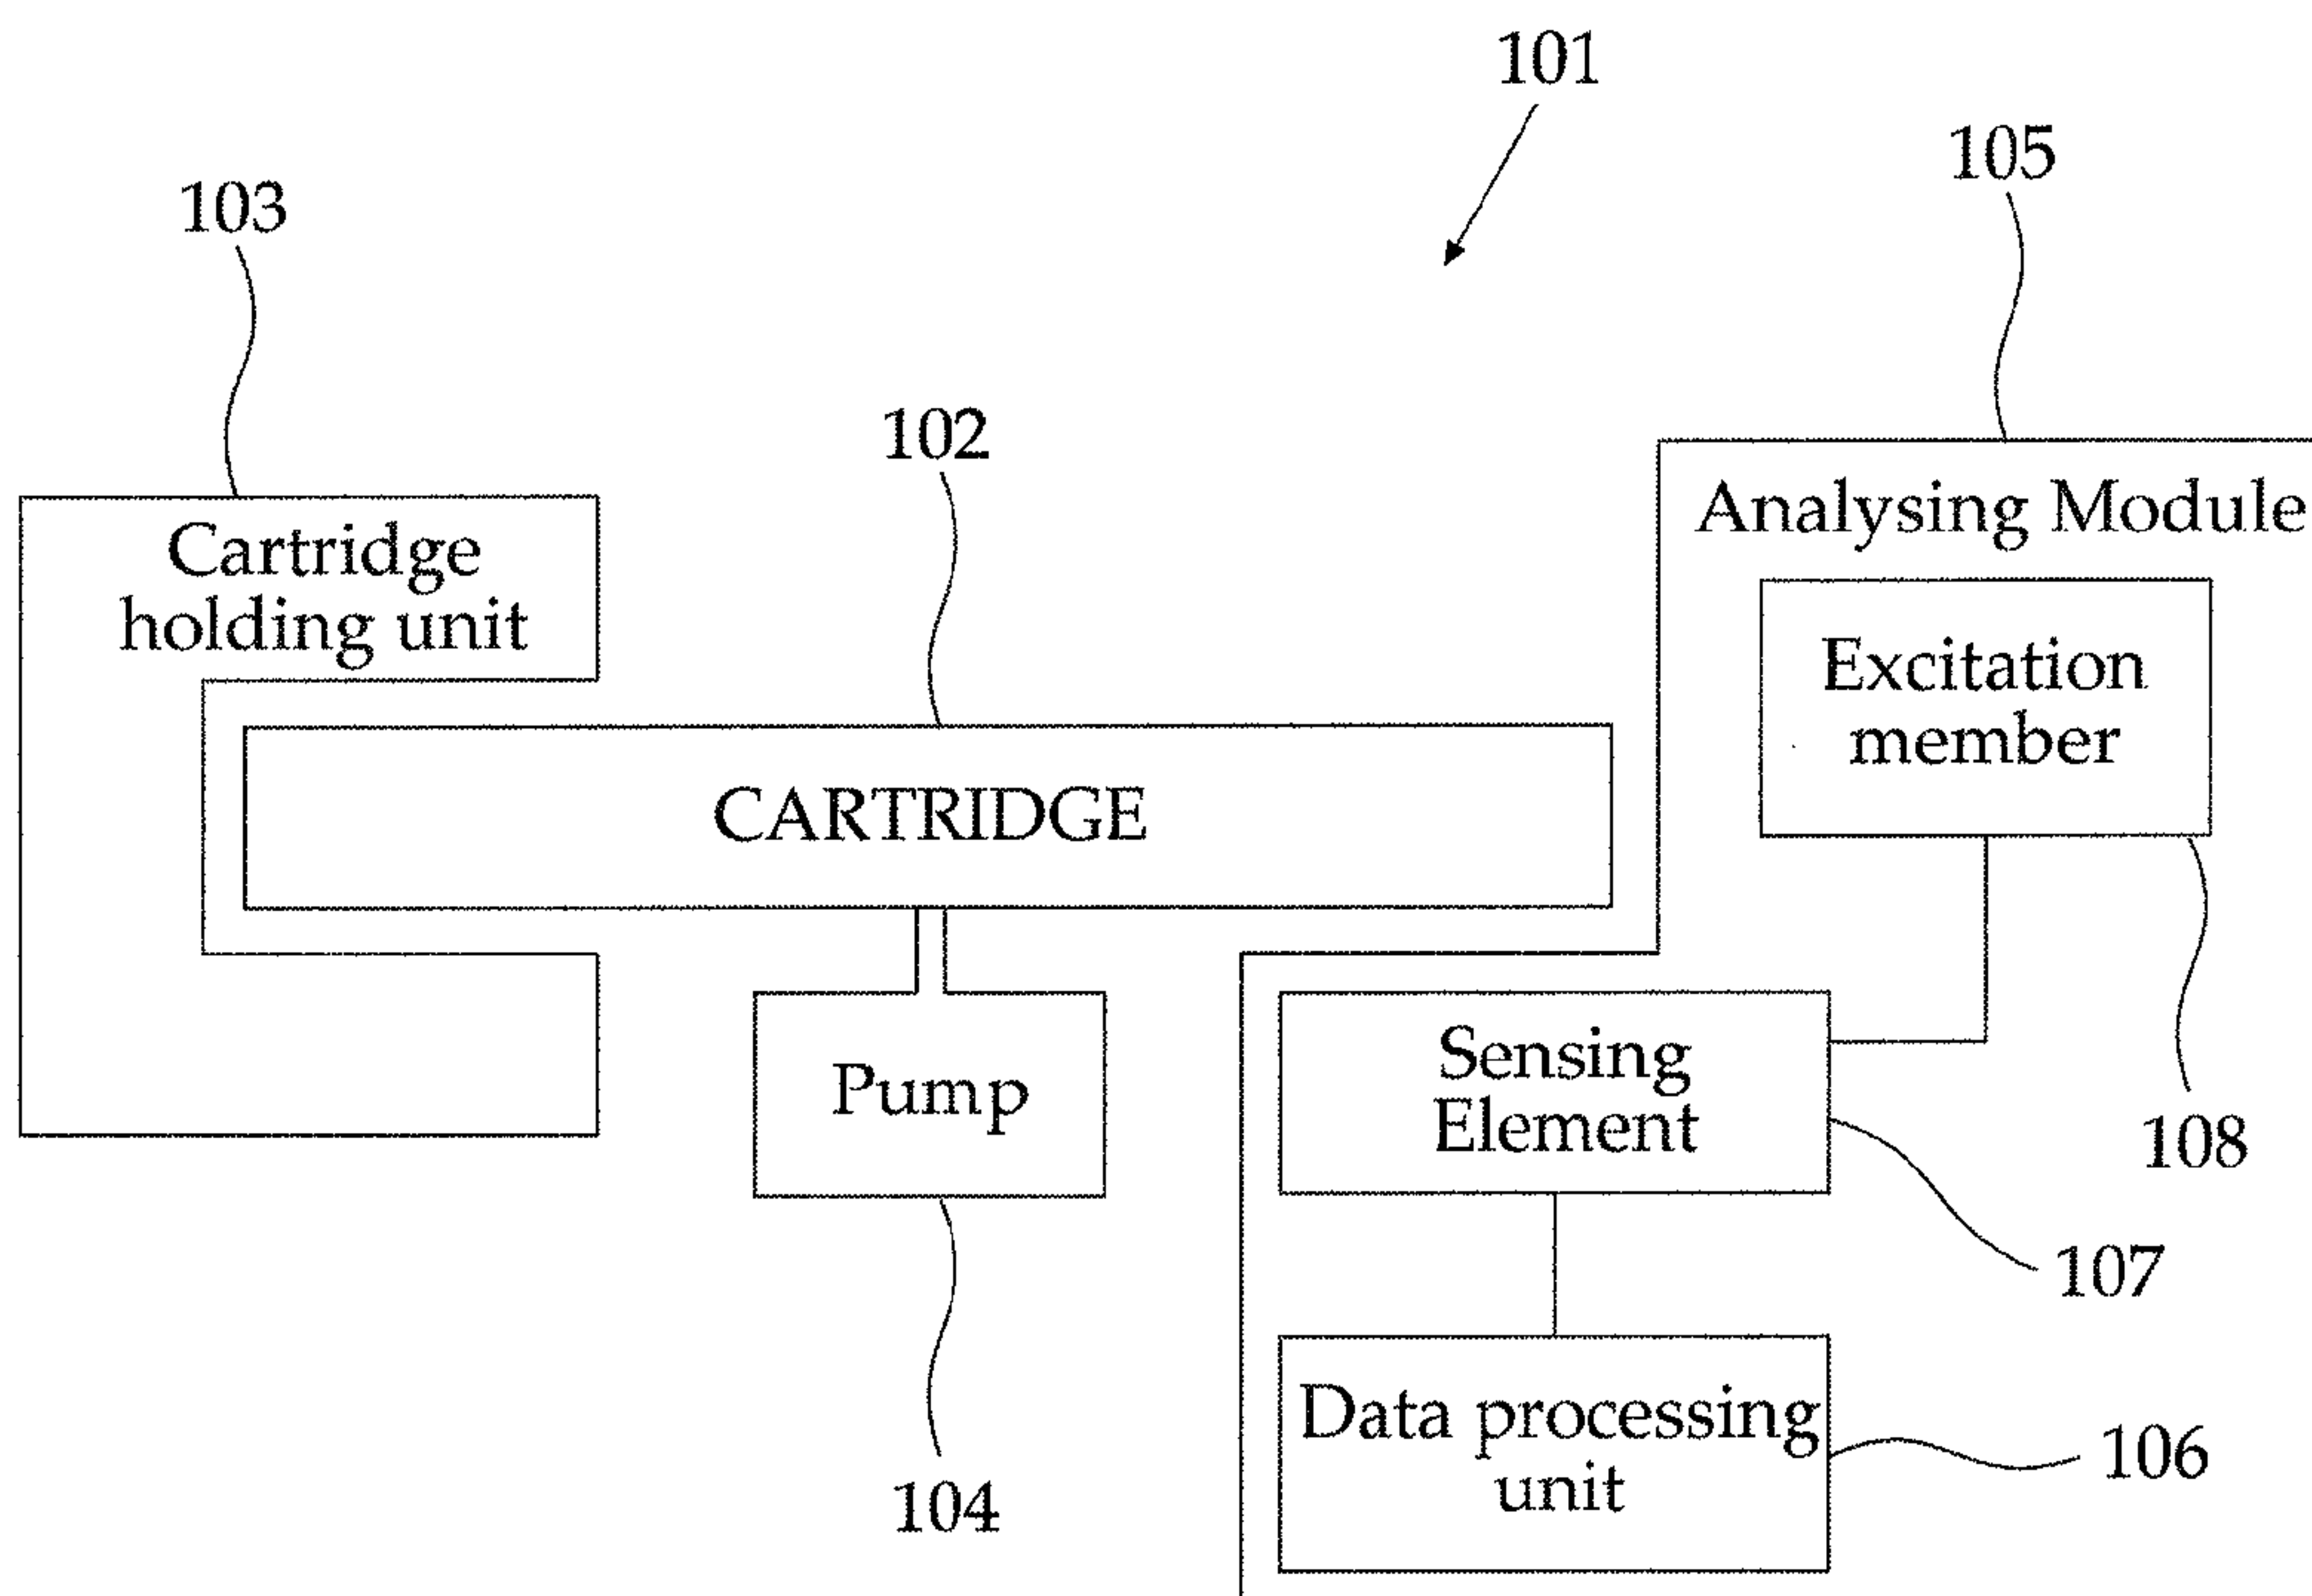 101
105
103
102
Analysing Module
Cartridge
holding unit
Excitation
member
CARTRIDGE
Sensing
Element
Pump
108
107
Data processing
unit
106
104